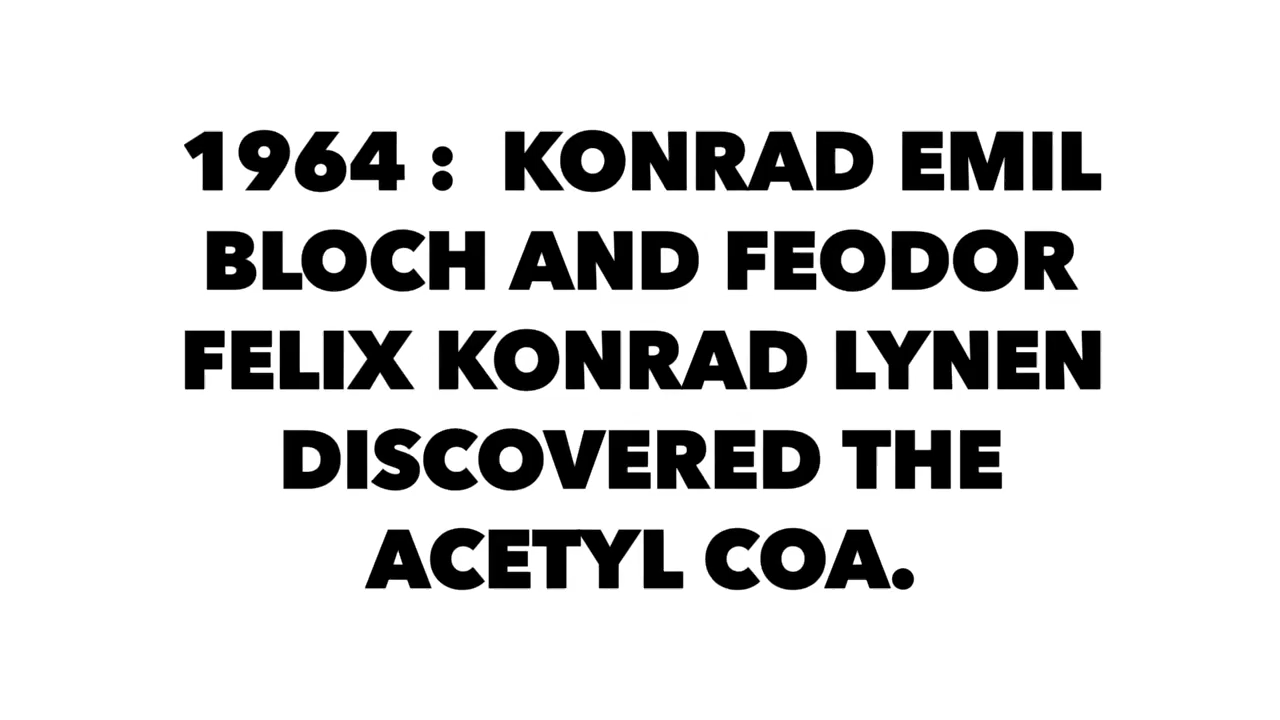 1964 :  KONRAD EMIL
BLOCH AND FEODOR
FELIX KONRAD LYNEN
DISCOVERED THE
ACETYL COA.